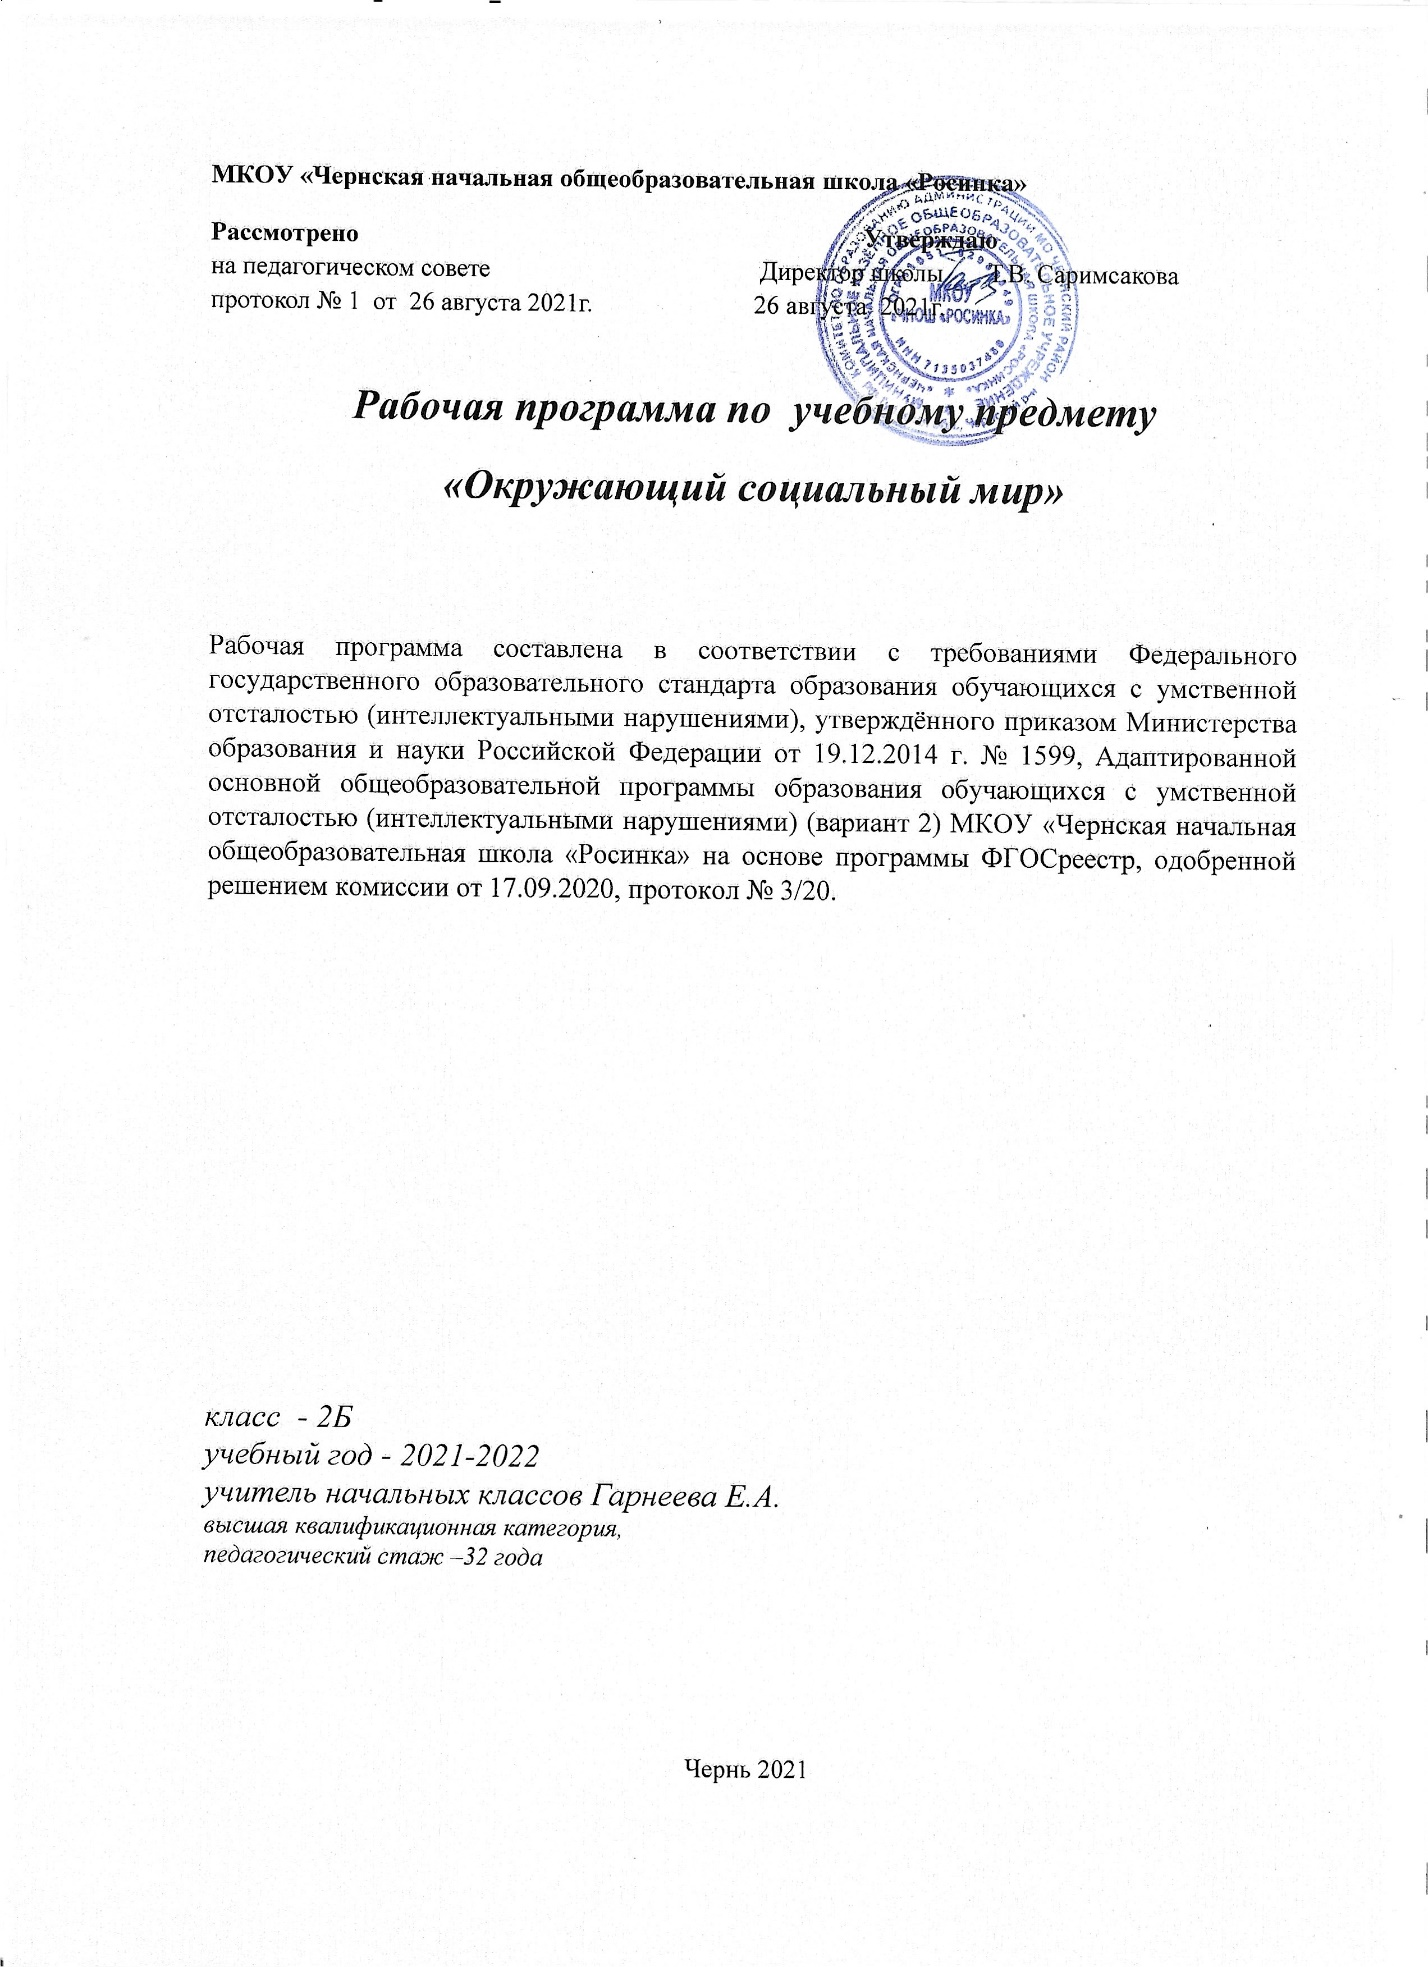 МКОУ «Чернская начальная общеобразовательная школа «Росинка»
Рассмотрено Утверждаю
на педагогическом совете Директор школы Т.В. Саримсакова
протокол № 1 от 26 августа 2021г. 26 августа 2021г.
МКОУ
ЧНОШ «РОСИНКА»
ИНН 7135037480
Рабочая программа по учебному предмету
«Окружающий социальный мир»
Рабочая программа составлена в соответствии с требованиями Федерального
государственного образовательного стандарта образования обучающихся с умственной
отсталостью (интеллектуальными нарушениями), утверждённого приказом Министерства
образования и науки Российской Федерации от 19.12.2014 г. № 1599, Адаптированной
основной общеобразовательной программы образования обучающихся с умственной
отсталостью (интеллектуальными нарушениями) (вариант 2) МКОУ «Чернская начальная
общеобразовательная школа «Росинка» на основе программы ФГОСреестр, одобренной
решением комиссии от 17.09.2020, протокол № 3/20.
класс - 2Б
учебный год - 2021-2022
учитель начальных классов Гарнеева Е.А.
высшая квалификационная категория,
педагогический стаж –32 года
Чернь 2021